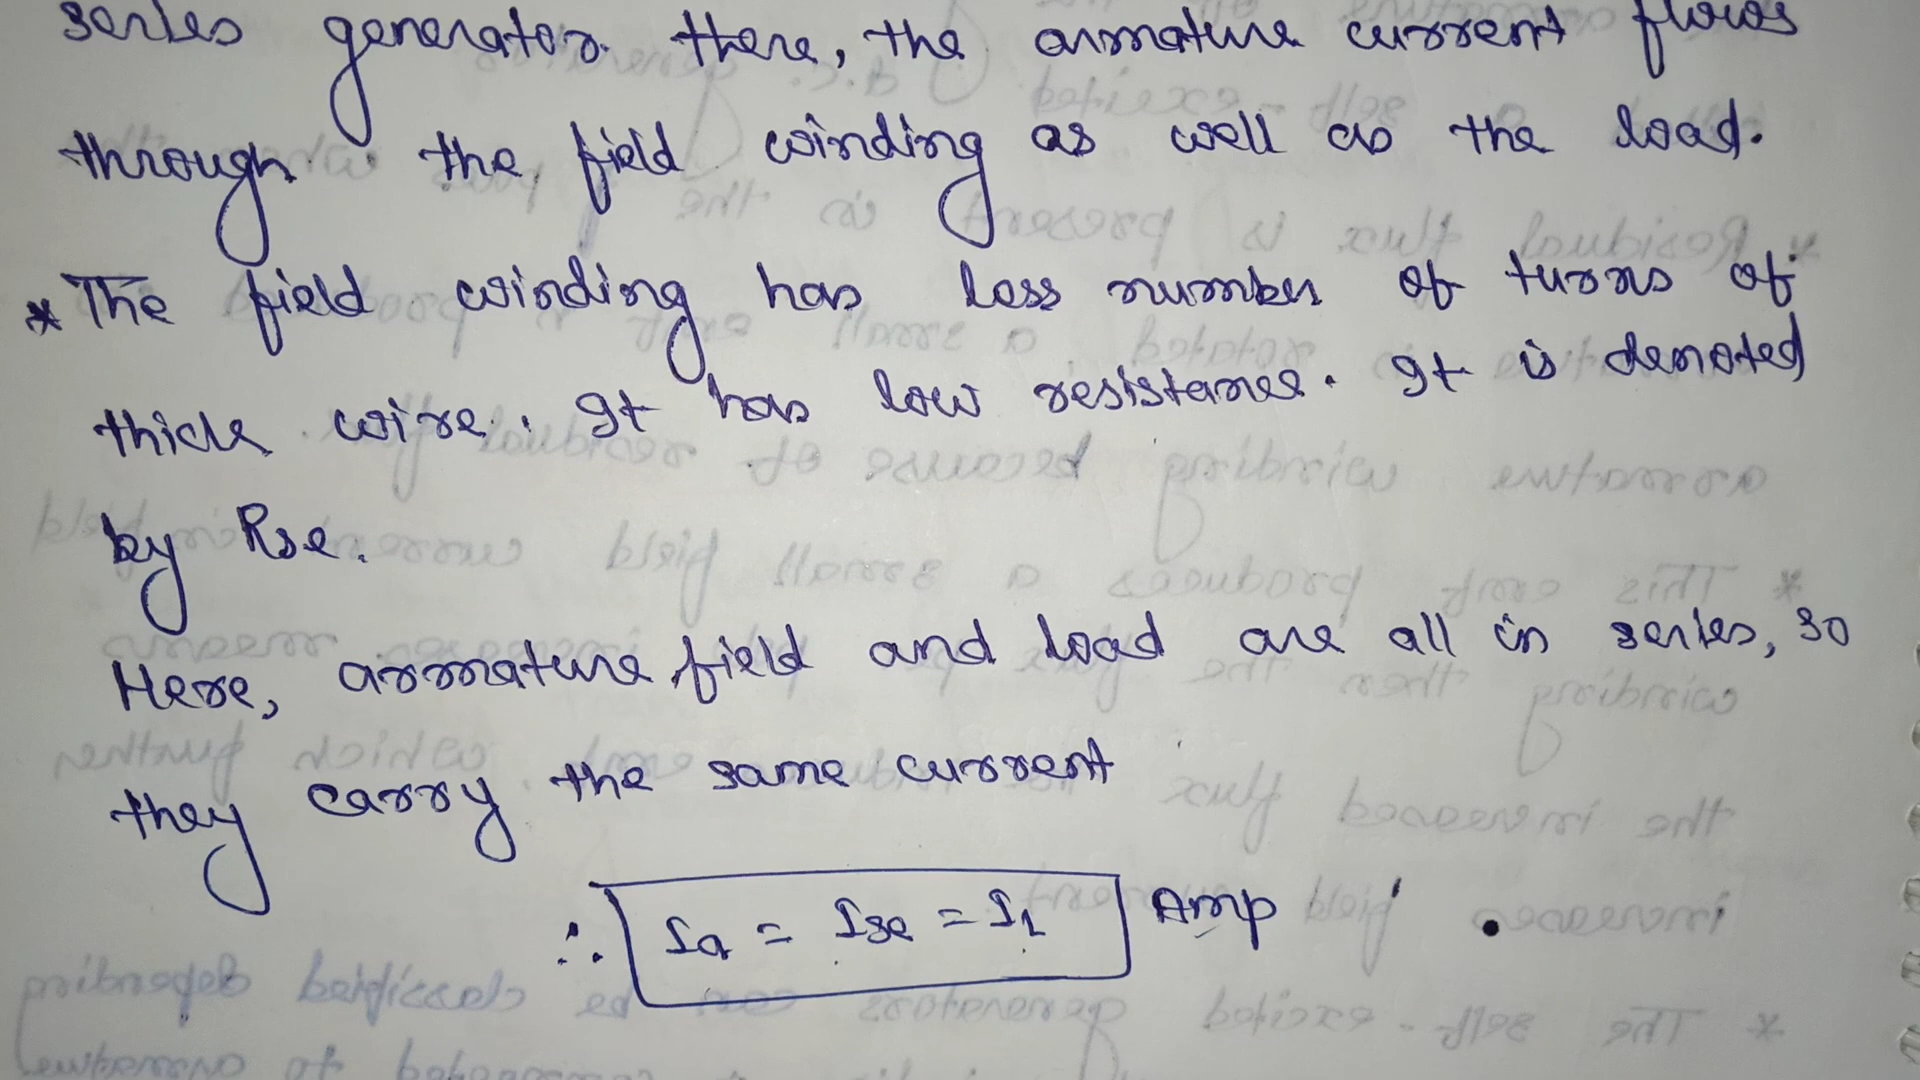 series generator. there, the armature current flows
through the field winding as well as the load.
* The field winding has less number of turns of
thick wire. It has low resistance. It is denoted
by Rse.
Here, armature, field and load are all in series, so
they carry the same current
∴ Ia = Ise = I1 Amp.